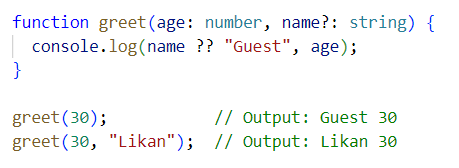 function greet(age: number, name?: string) {
  console.log(name ?? "Guest", age);
}

greet(30);           // Output: Guest 30
greet(30, "Likan");  // Output: Likan 30